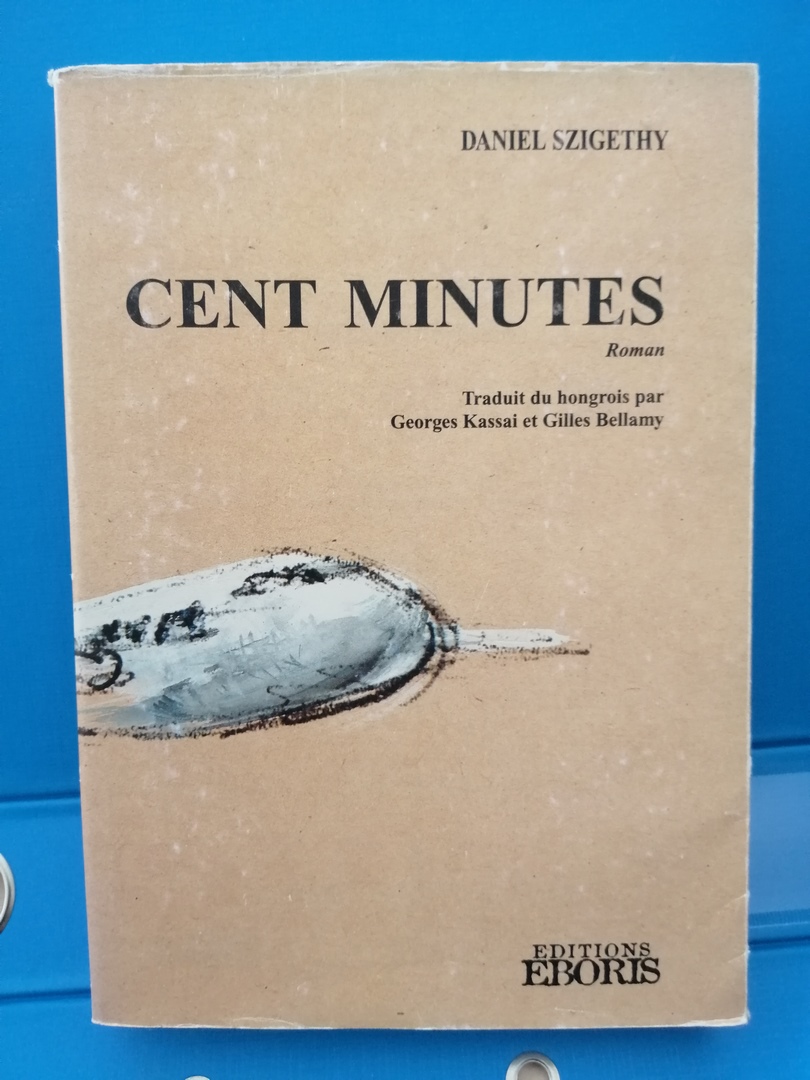 DANIEL SZIGETHY
CENT MINUTES
Roman
Traduit du hongrois par
Georges Kassai et Gilles Bellamy
EDITIONS
EBORIS